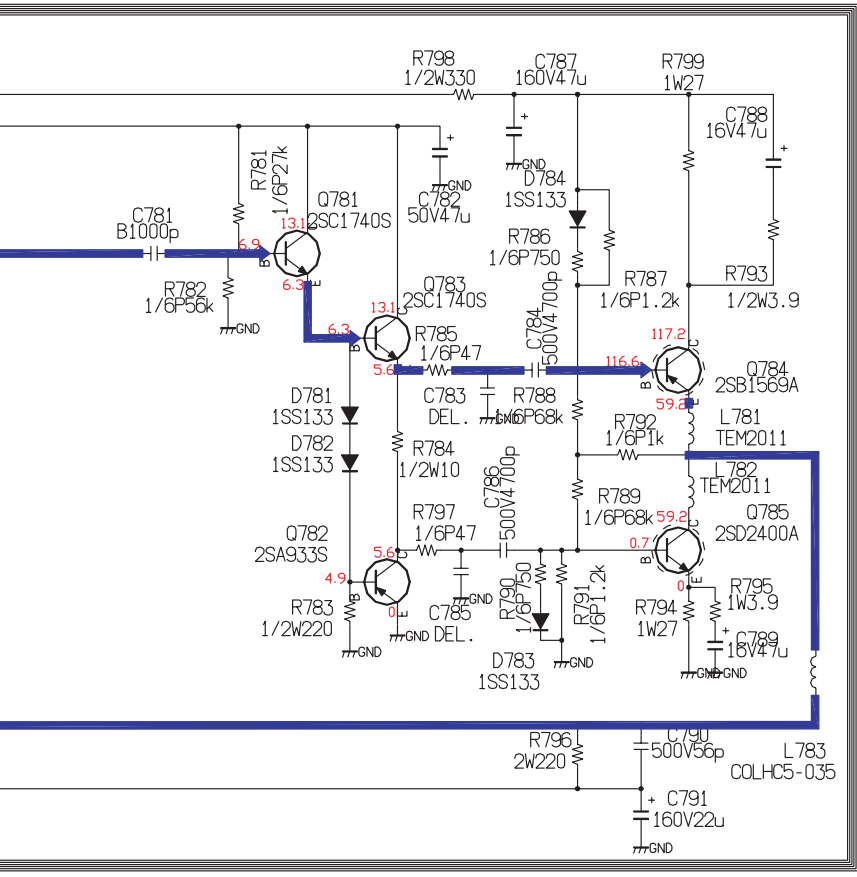 R798
1/2W330
C787
160V47u
R799
1W27
C788
16V47u
+
+
+
R781
1/6P27k
GND
D784
1SS133
GND
C782
50V47u
Q781
2SC1740S
C781
B1000p
13.1
C
6.9
B
R786
1/6P750
6.3
E
R782
1/6P56k
GND
Q783
2SC1740S
C784
500V4700p
R787
1/6P1.2k
R793
1/2W3.9
13.1
C
6.3
B
R785
1/6P47
117.2
C
116.6
B
Q784
2SB1569A
5.6
C783
DEL.
GND
R788
1/6P68k
59.2
E
D781
1SS133
R792
1/6P1k
L781
TEM2011
D782
1SS133
R784
1/2W10
C786
500V4700p
L782
TEM2011
R789
1/6P68k
R797
1/6P47
59.2
C
Q785
2SD2400A
Q782
2SA933S
5.6
C
0.7
B
4.9
B
R790
1/6P750
R791
1/6P1.2k
0
E
R795
1W3.9
GND
R783
1/2W220
0
E
GND
C785
DEL.
R794
1W27
+
C789
16V47u
GND
D783
1SS133
GND
GND
GND
R796
2W220
C790
500V56p
L783
COLHC5-035
+
C791
160V22u
GND